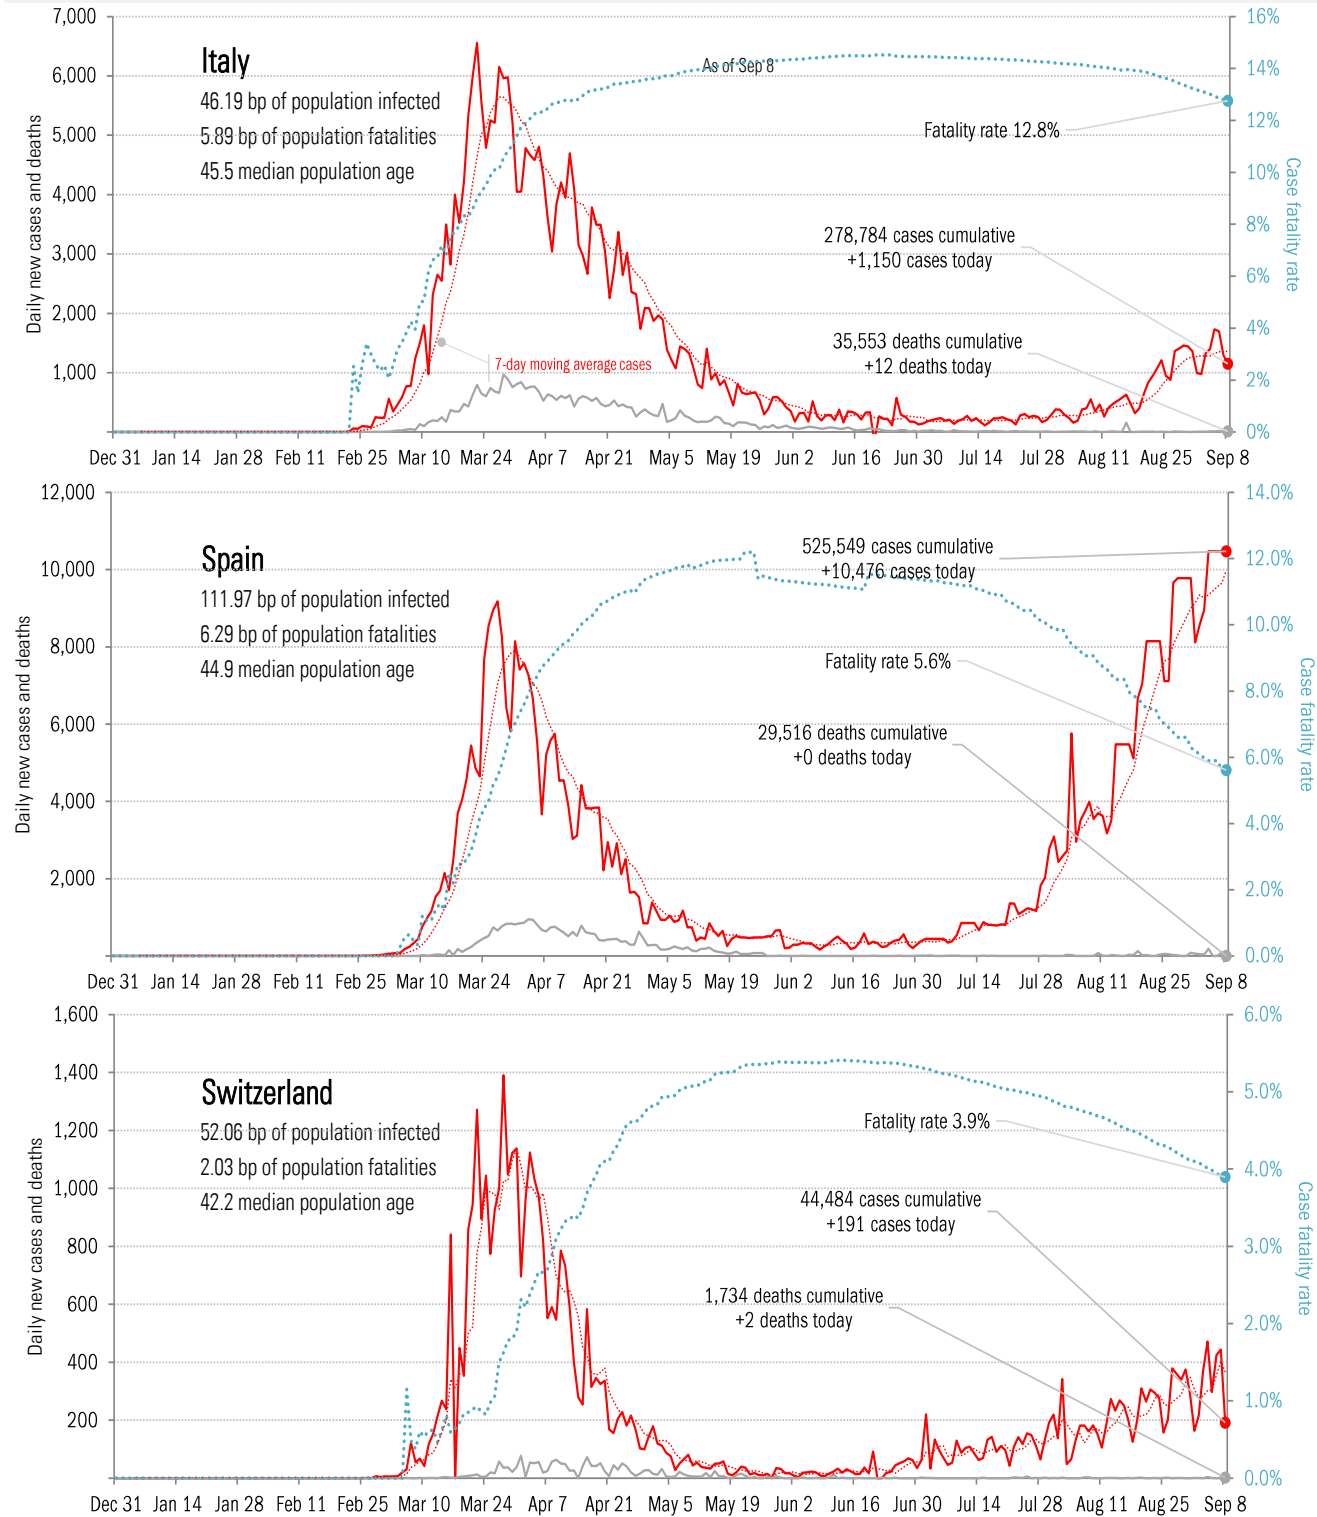 7,000
6,000
5,000
4,000
3,000
2,000
1,000
Daily new cases and deaths
Italy
46.19 bp of population infected
5.89 bp of population fatalities
45.5 median population age
As of Sep 8
Fatality rate 12.8%
278,784 cases cumulative
+1,150 cases today
35,553 deaths cumulative
+12 deaths today
7-day moving average cases
16%
14%
12%
10%
8%
6%
4%
2%
0%
Case fatality rate
Dec 31 Jan 14 Jan 28 Feb 11 Feb 25 Mar 10 Mar 24 Apr 7 Apr 21 May 5 May 19 Jun 2 Jun 16 Jun 30 Jul 14 Jul 28 Aug 11 Aug 25 Sep 8
12,000
10,000
8,000
6,000
4,000
2,000
Daily new cases and deaths
Spain
111.97 bp of population infected
6.29 bp of population fatalities
44.9 median population age
525,549 cases cumulative
+10,476 cases today
Fatality rate 5.6%
29,516 deaths cumulative
+0 deaths today
14.0%
12.0%
10.0%
8.0%
6.0%
4.0%
2.0%
0.0%
Case fatality rate
Dec 31 Jan 14 Jan 28 Feb 11 Feb 25 Mar 10 Mar 24 Apr 7 Apr 21 May 5 May 19 Jun 2 Jun 16 Jun 30 Jul 14 Jul 28 Aug 11 Aug 25 Sep 8
1,600
1,400
1,200
1,000
800
600
400
200
Daily new cases and deaths
Switzerland
52.06 bp of population infected
2.03 bp of population fatalities
42.2 median population age
Fatality rate 3.9%
44,484 cases cumulative
+191 cases today
1,734 deaths cumulative
+2 deaths today
6.0%
5.0%
4.0%
3.0%
2.0%
1.0%
0.0%
Case fatality rate
Dec 31 Jan 14 Jan 28 Feb 11 Feb 25 Mar 10 Mar 24 Apr 7 Apr 21 May 5 May 19 Jun 2 Jun 16 Jun 30 Jul 14 Jul 28 Aug 11 Aug 25 Sep 8